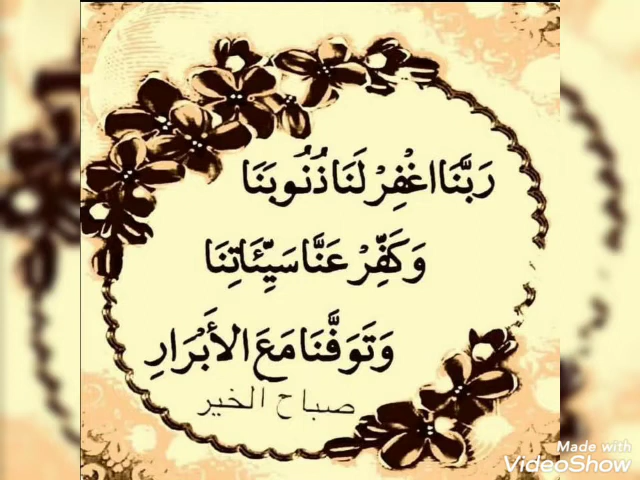 رَبَّنَا اغْفِرْ لَنَا ذُنُوبَنَا
وَكَفِّرْ عَنَّا سَيِّئَاتِنَا
وَتَوَفَّنَا مَعَ الأَبْرَارِ
صباح الخير
Made with
VideoShow